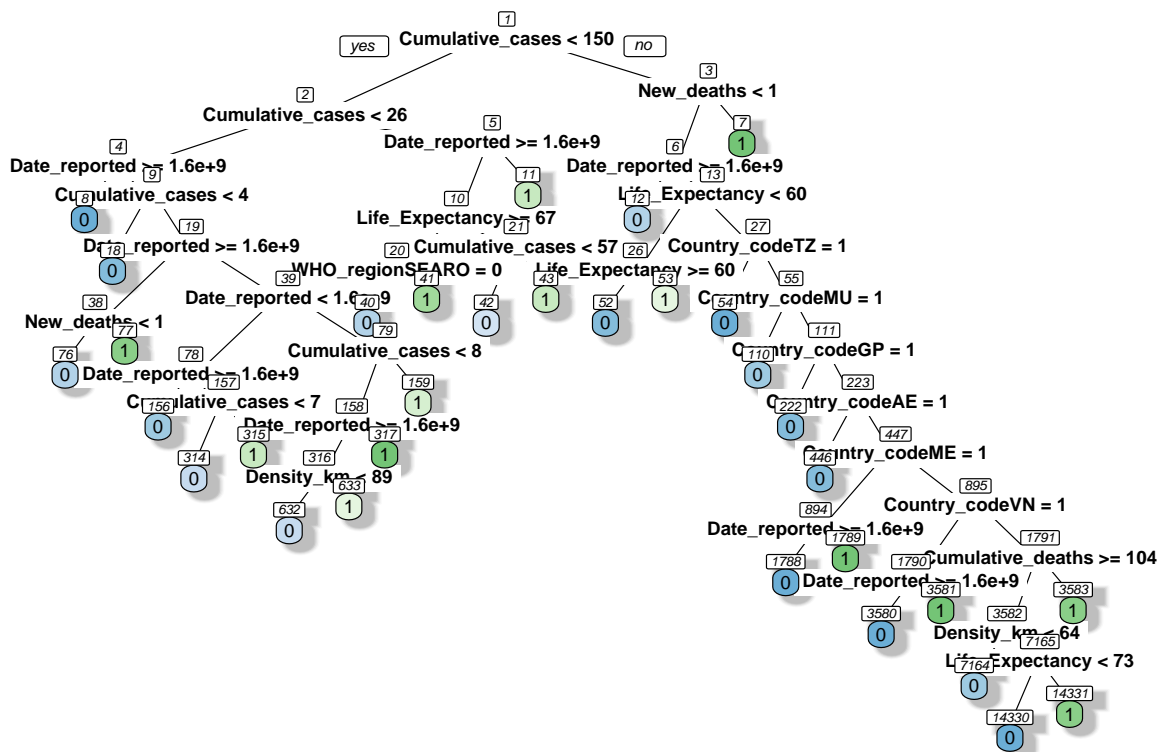 1
yes Cumulative_cases < 150 no
3
2 New_deaths < 1
Cumulative_cases < 26
5 7
4 Date_reported >= 1.6e+9 6 1
Date_reported >= 1.6e+9 Date_reported >= 1.6e+9
9 11 13
8 Cumulative_cases < 4 10 1 12 Life_Expectancy < 60
0 0
19 Life_Expectancy >= 67 27
18 Date_reported >= 1.6e+9 20 21 Cumulative_cases < 57 26 Country_codeTZ = 1
0 WHO_regionSEARO = 0 Life_Expectancy >= 60
39 41 43 53 55
38 Date_reported < 1.6e+9 40 1 42 1 52 1 54 Country_codeMU = 1
New_deaths < 1 0 0 0 0
77 79 111
76 1 78 Cumulative_cases < 8 110 Country_codeGP = 1
0 Date_reported >= 1.6e+9 0
157 159 223
156 Cumulative_cases < 7 158 1 222 Country_codeAE = 1
0 Date_reported >= 1.6e+9 0
315 317 447
314 1 316 1 446 Country_codeME = 1
0 Density_km < 89 0
633 895
632 1 894 Country_codeVN = 1
0 Date_reported >= 1.6e+9
1789 1791
1788 1 1790 Cumulative_deaths >= 104
0 Date_reported >= 1.6e+9
3581 3583
3580 1 3582 1
0 Density_km < 64
7165
7164 Life_Expectancy < 73
0
14331
14330 1
0